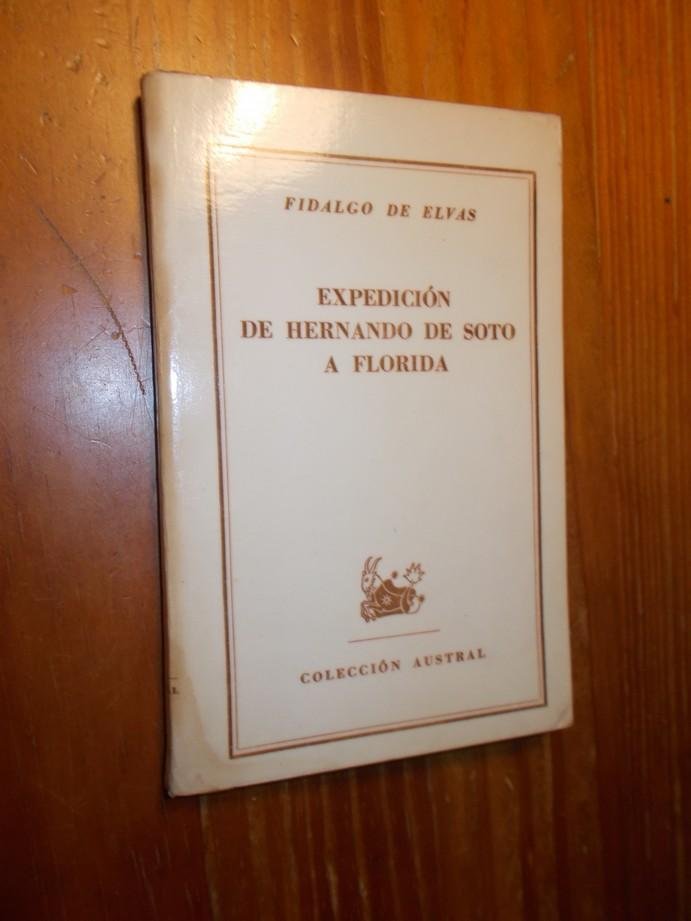 FIDALGO DE ELVAS
EXPEDICIÓN
DE HERNANDO DE SOTO
A FLORIDA
COLECCIÓN AUSTRAL